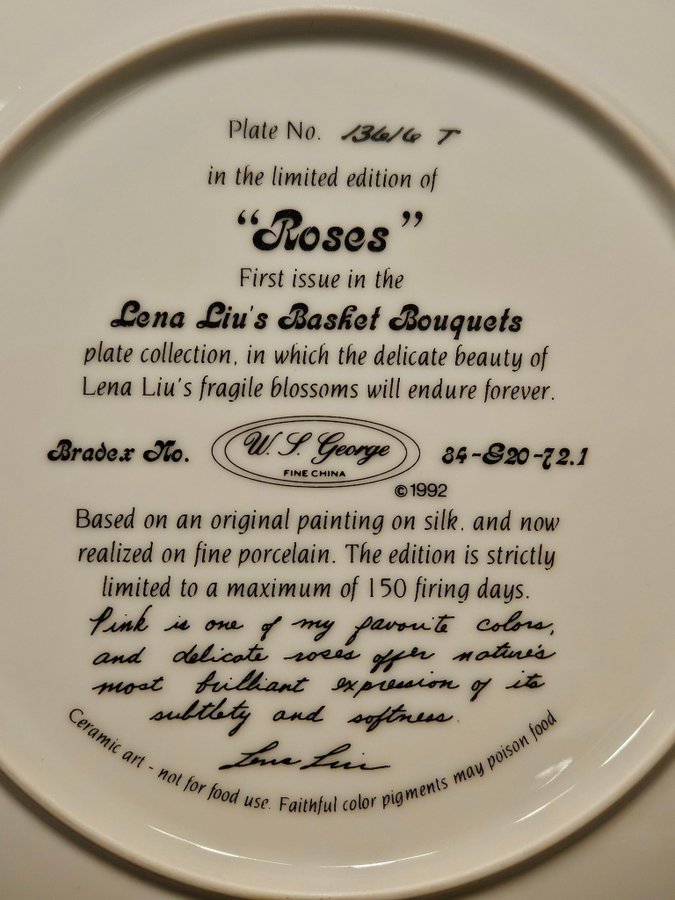 Plate No. 13616 T
in the limited edition of
“Roses”
First issue in the
Lena Liu's Basket Bouquets
plate collection, in which the delicate beauty of
Lena Liu's fragile blossoms will endure forever.
Bradex No. W. S. George 84-G20-72.1
FINE CHINA
©1992
Based on an original painting on silk, and now
realized on fine porcelain. The edition is strictly
limited to a maximum of 150 firing days.
Pink is one of my favorite colors,
and delicate roses offer nature's
most brilliant expression of its
subtlety and softness.
Lena Liu
Ceramic art - not for food use. Faithful color pigments may poison food